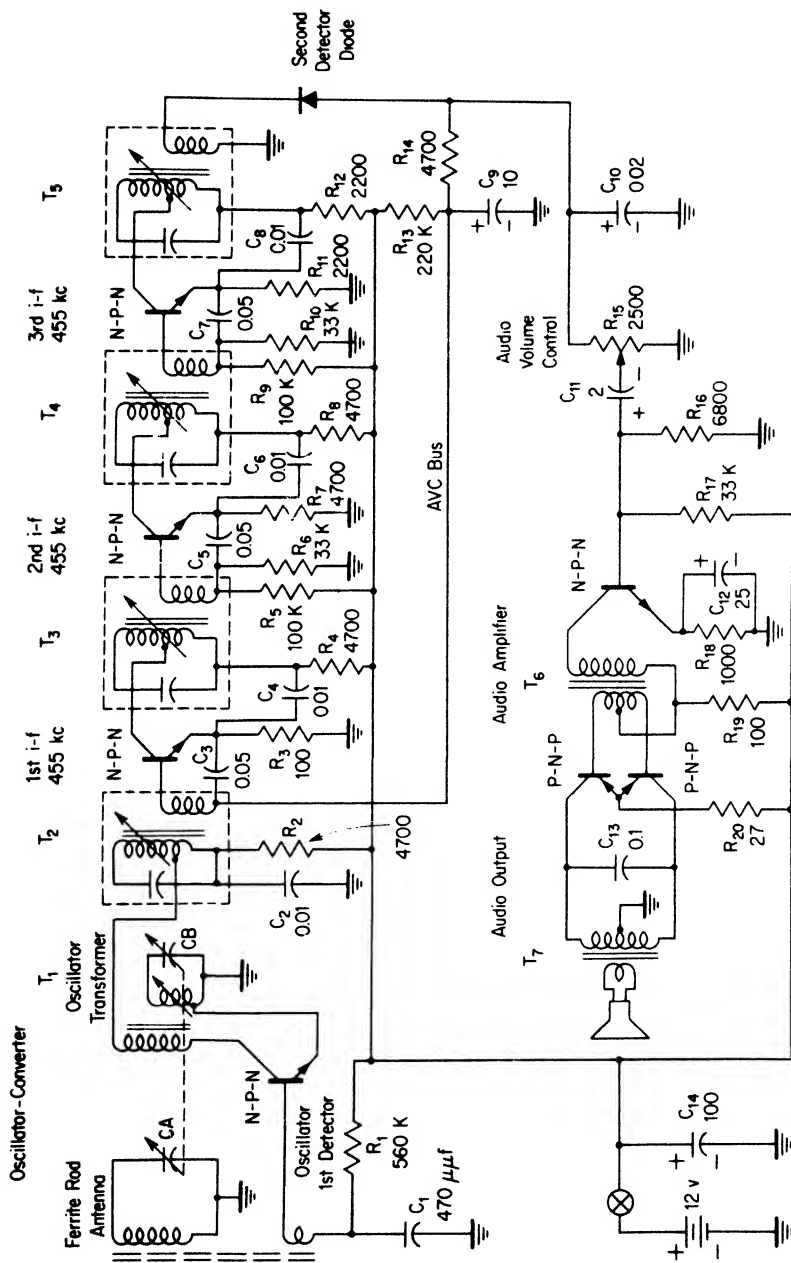 Oscillator-Converter
Ferrite Rod
Antenna
CA
T1
Oscillator
Transformer
CB
N-P-N
Oscillator
1st Detector
R1
560 K
C1
470 μμf
T2
C2
0.01
R2
4700
1st i-f
455 kc
N-P-N
C3
0.05
R3
100
C4
0.01
T3
R4
4700
2nd i-f
455 kc
N-P-N
R5
100 K
C5
0.05
R6
33 K
R7
4700
C6
0.01
T4
R8
4700
3rd i-f
455 kc
N-P-N
R9
100 K
C7
0.05
R10
33 K
R11
2200
C8
0.01
T5
R12
2200
R13
220 K
Second
Detector
Diode
R14
4700
AVC Bus
+
C9
10
-
+
C10
0.02
-
Audio
Volume
Control
R15
2500
C11
2
-
+
R16
6800
R17
33 K
Audio Amplifier
N-P-N
+
C12
25
-
R18
1000
T6
R19
100
Audio Output
P-N-P
P-N-P
C13
0.1
R20
27
T7
+
12 v
-
+
C14
100
-